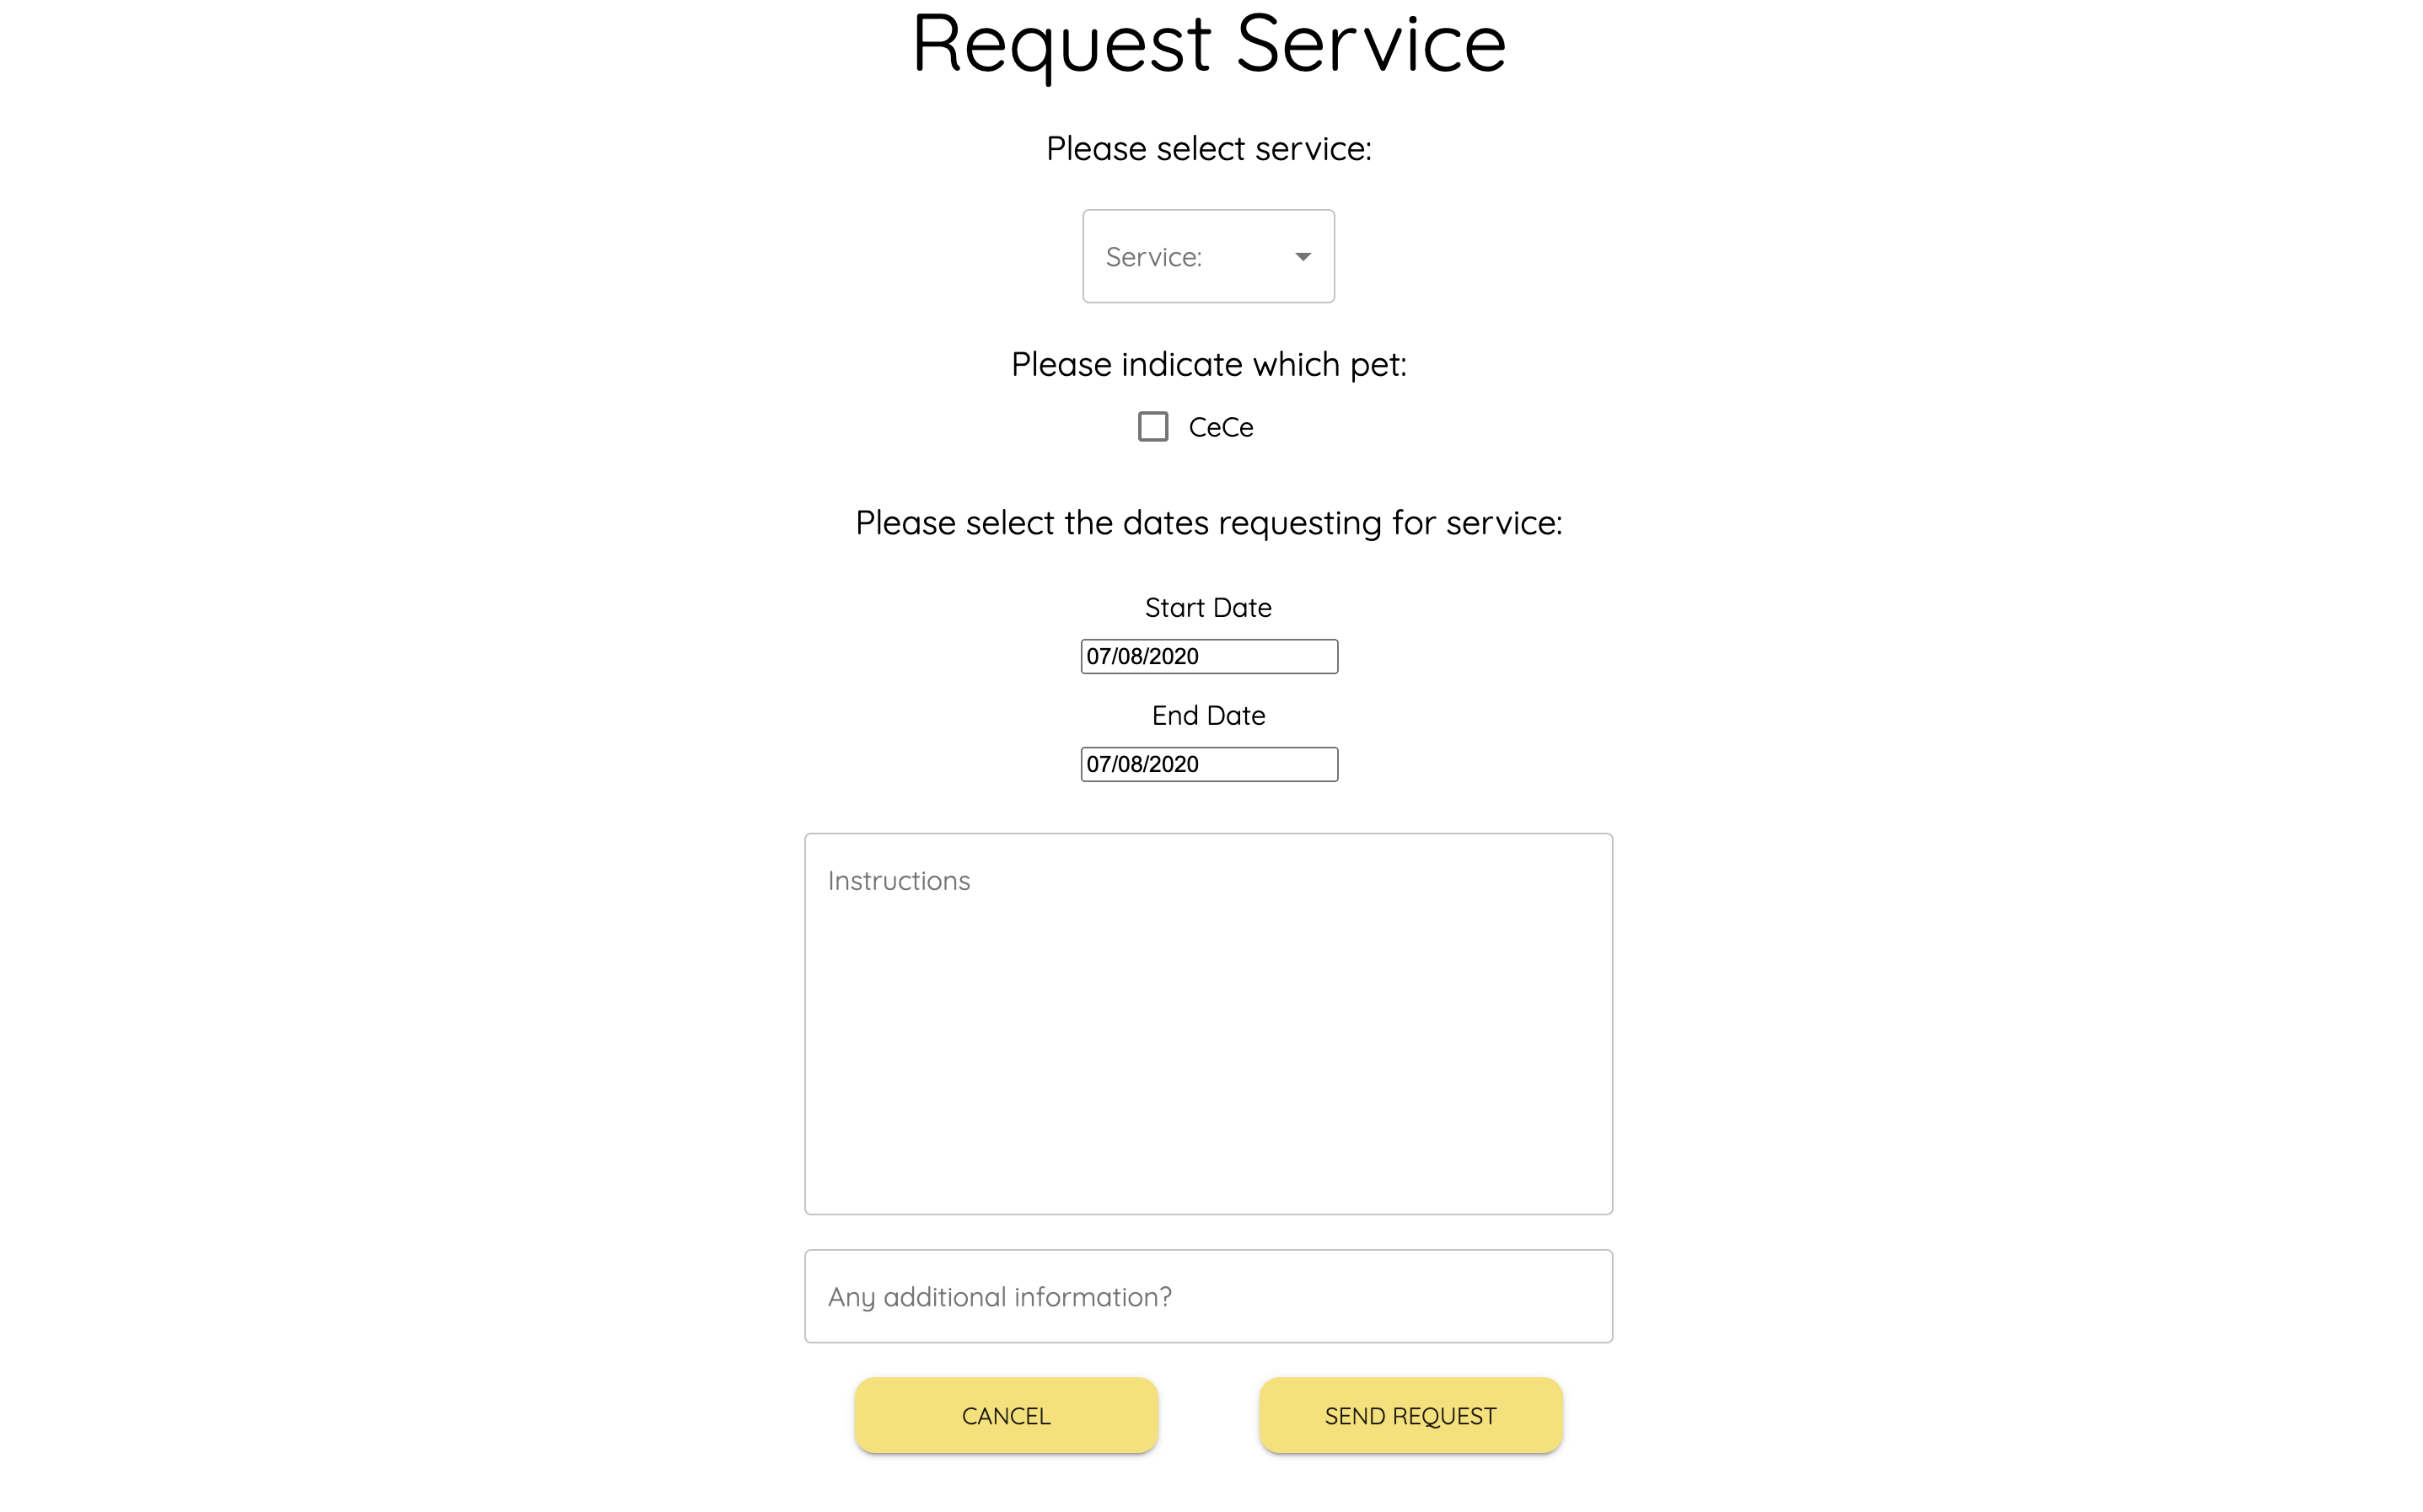 Request Service
Please select service:
Service:
Please indicate which pet:
CeCe
Please select the dates requesting for service:
Start Date
07/08/2020
End Date
07/08/2020
Instructions
Any additional information?
CANCEL
SEND REQUEST